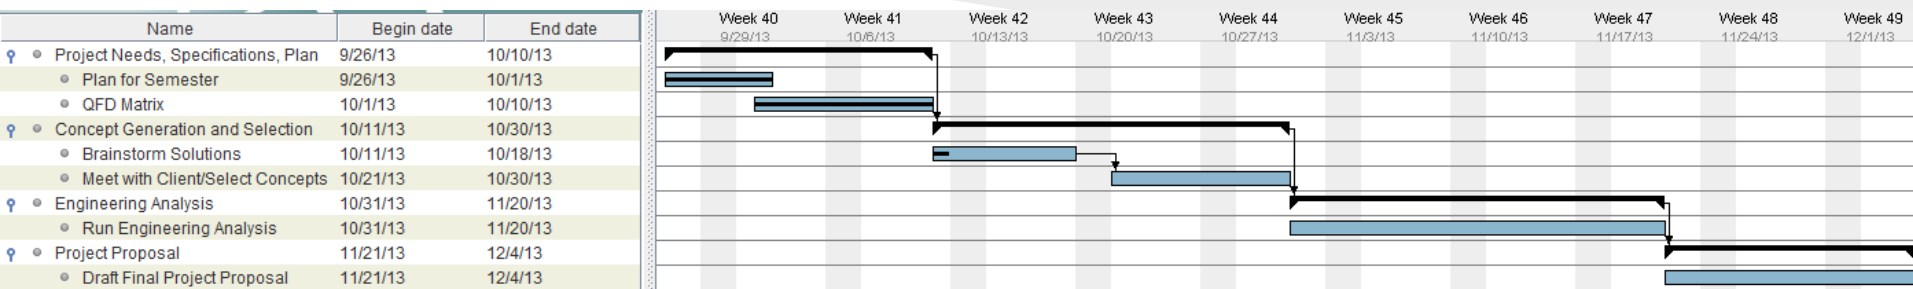 Name Begin date End date
Week 40 Week 41 Week 42 Week 43 Week 44 Week 45 Week 46 Week 47 Week 48 Week 49
9/29/13 10/6/13 10/13/13 10/20/13 10/27/13 11/3/13 11/10/13 11/17/13 11/24/13 12/1/13
Project Needs, Specifications, Plan 9/26/13 10/10/13
Plan for Semester 9/26/13 10/1/13
QFD Matrix 10/1/13 10/10/13
Concept Generation and Selection 10/11/13 10/30/13
Brainstorm Solutions 10/11/13 10/18/13
Meet with Client/Select Concepts 10/21/13 10/30/13
Engineering Analysis 10/31/13 11/20/13
Run Engineering Analysis 10/31/13 11/20/13
Project Proposal 11/21/13 12/4/13
Draft Final Project Proposal 11/21/13 12/4/13